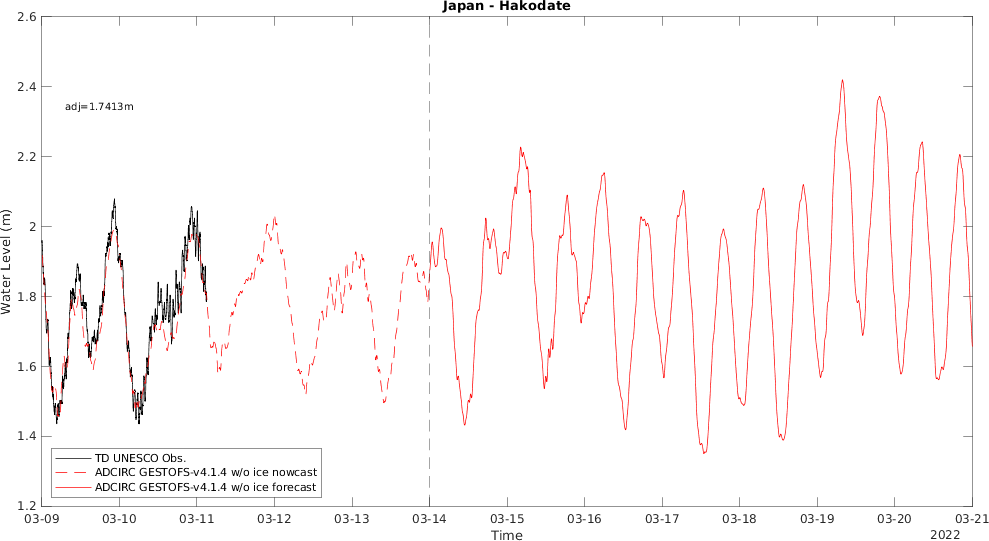 Japan - Hakodate
2.6
2.4
2.2
2
1.8
1.6
1.4
1.2
Water Level (m)
adj=1.7413m
TD UNESCO Obs.
ADCIRC GESTOFS-v4.1.4 w/o ice nowcast
ADCIRC GESTOFS-v4.1.4 w/o ice forecast
03-09 03-10 03-11 03-12 03-13 03-14 03-15 03-16 03-17 03-18 03-19 03-20 03-21
Time
2022